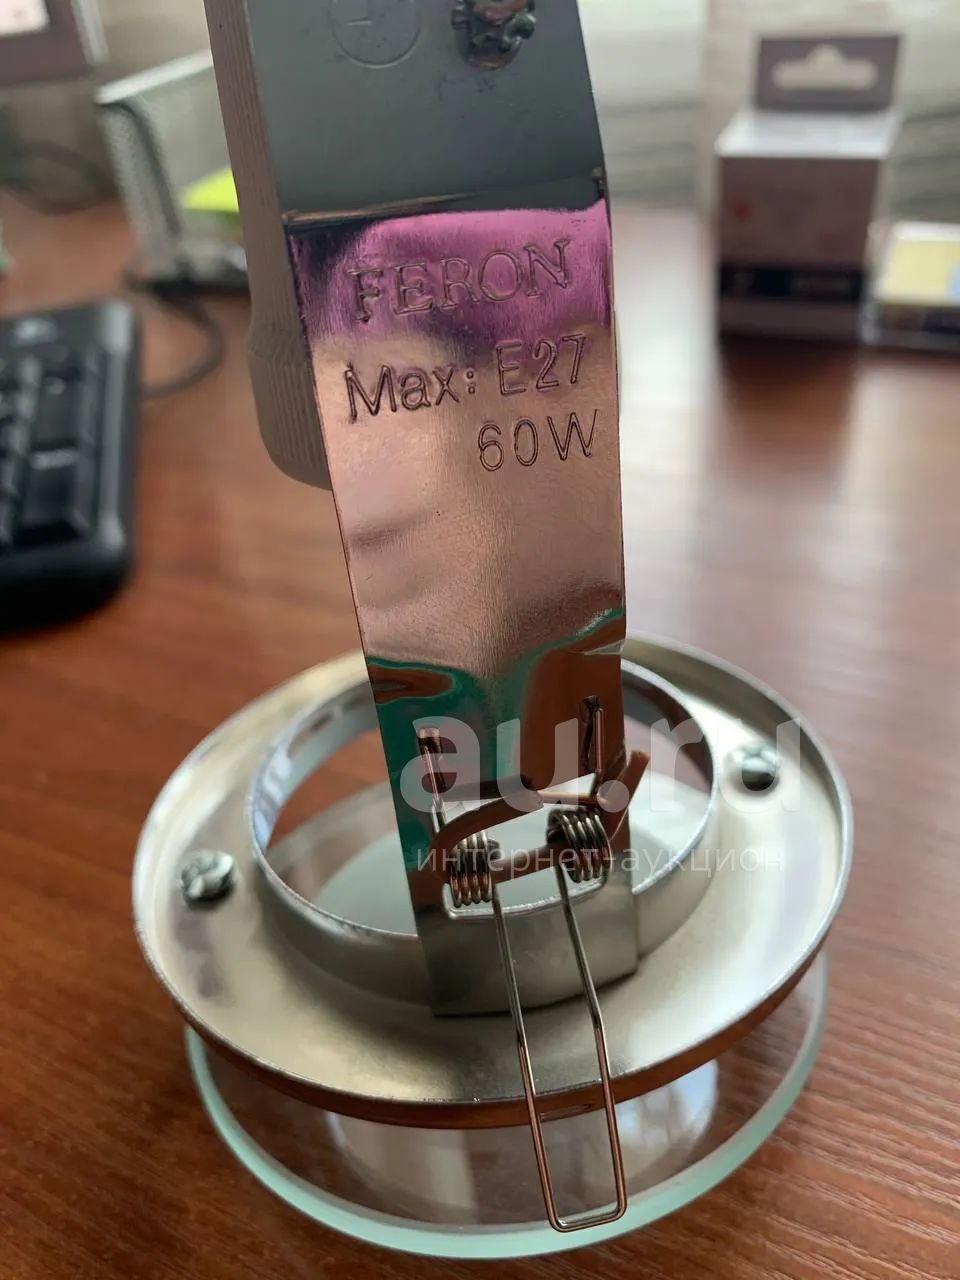 FERON
Max: E27
60W
au.ru
интернет-аукцион